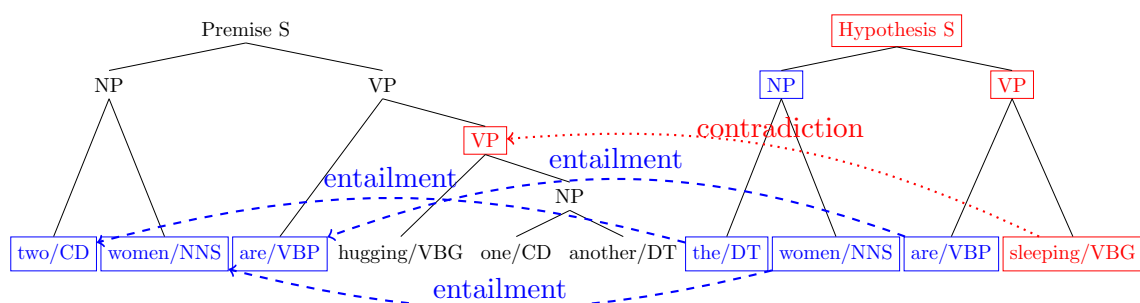 Premise S
Hypothesis S
NP
VP
NP
VP
VP
contradiction
entailment
entailment
NP
two/CD
women/NNS
are/VBP
hugging/VBG
one/CD
another/DT
the/DT
women/NNS
are/VBP
sleeping/VBG
entailment